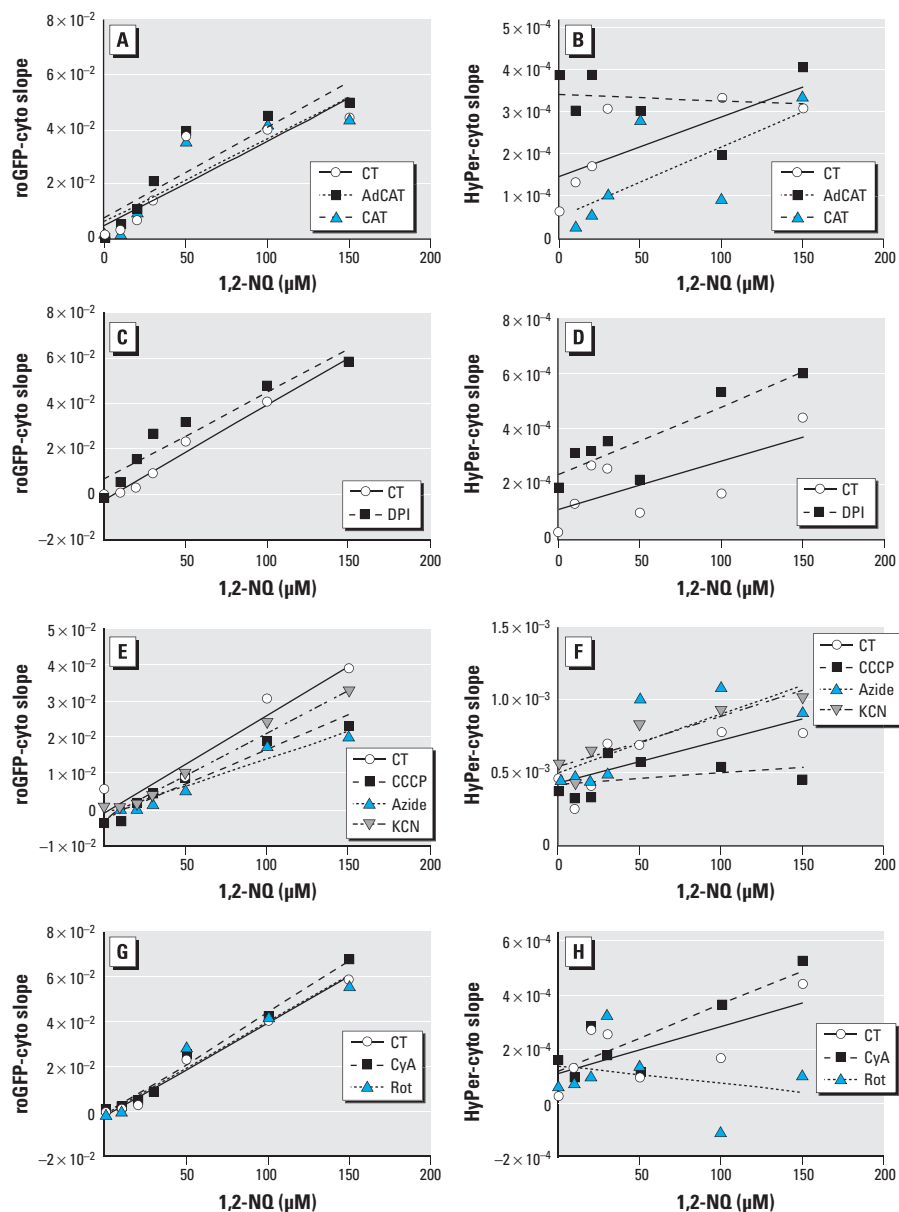 A
roGFP-cyto slope
8 × 10⁻²
6 × 10⁻²
4 × 10⁻²
2 × 10⁻²
0
0 50 100 150 200
1,2-NQ (μM)
CT
AdCAT
CAT
B
HyPer-cyto slope
5 × 10⁻⁴
4 × 10⁻⁴
3 × 10⁻⁴
2 × 10⁻⁴
1 × 10⁻⁴
0
0 50 100 150 200
1,2-NQ (μM)
CT
AdCAT
CAT
C
roGFP-cyto slope
8 × 10⁻²
6 × 10⁻²
4 × 10⁻²
2 × 10⁻²
0
−2 × 10⁻²
50 100 150 200
1,2-NQ (μM)
CT
DPI
D
HyPer-cyto slope
8 × 10⁻⁴
6 × 10⁻⁴
4 × 10⁻⁴
2 × 10⁻⁴
0
0 50 100 150 200
1,2-NQ (μM)
CT
DPI
E
roGFP-cyto slope
5 × 10⁻²
4 × 10⁻²
3 × 10⁻²
2 × 10⁻²
1 × 10⁻²
0
−1 × 10⁻²
50 100 150 200
1,2-NQ (μM)
CT
CCCP
Azide
KCN
F
HyPer-cyto slope
1.5 × 10⁻³
1.0 × 10⁻³
0.5 × 10⁻³
0
0 50 100 150 200
1,2-NQ (μM)
CT
CCCP
Azide
KCN
G
roGFP-cyto slope
8 × 10⁻²
6 × 10⁻²
4 × 10⁻²
2 × 10⁻²
0
−2 × 10⁻²
50 100 150 200
1,2-NQ (μM)
CT
CyA
Rot
H
HyPer-cyto slope
6 × 10⁻⁴
4 × 10⁻⁴
2 × 10⁻⁴
0
−2 × 10⁻⁴
50 100 150 200
1,2-NQ (μM)
CT
CyA
Rot